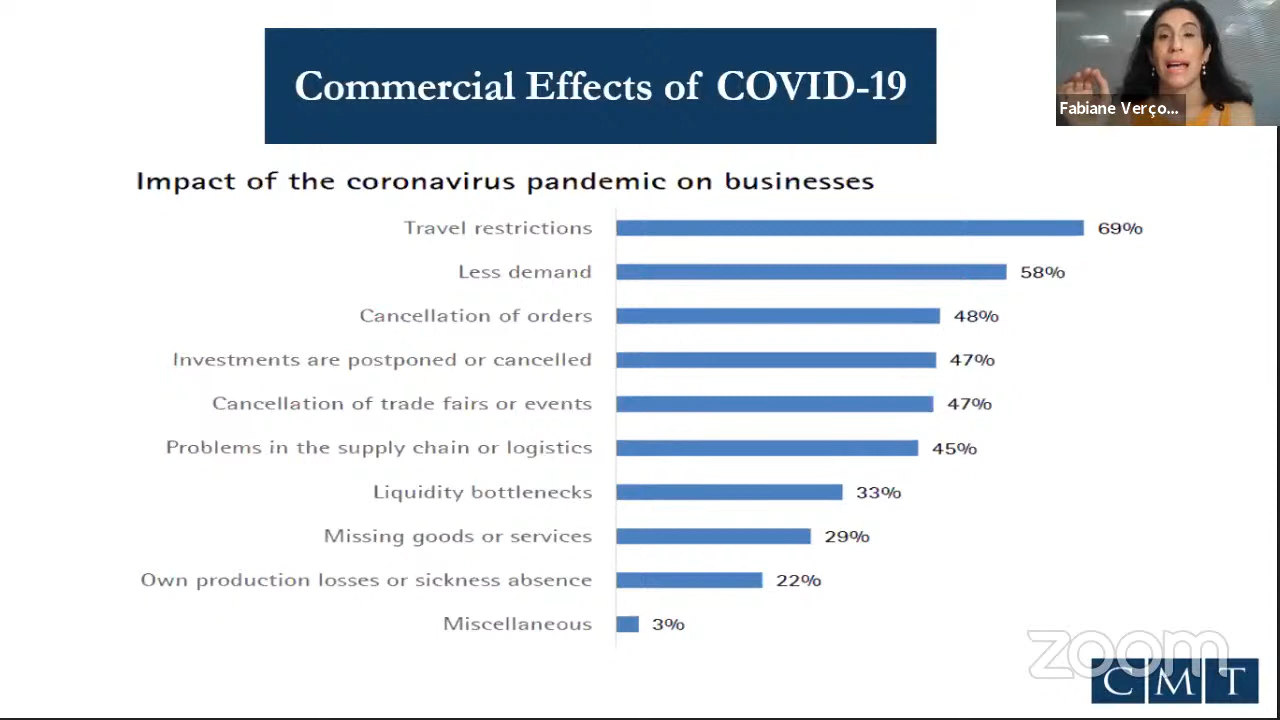 Commercial Effects of COVID-19
Fabiane Verço...
Impact of the coronavirus pandemic on businesses
Travel restrictions 69%
Less demand 58%
Cancellation of orders 48%
Investments are postponed or cancelled 47%
Cancellation of trade fairs or events 47%
Problems in the supply chain or logistics 45%
Liquidity bottlenecks 33%
Missing goods or services 29%
Own production losses or sickness absence 22%
Miscellaneous 3%
zoom
CMT